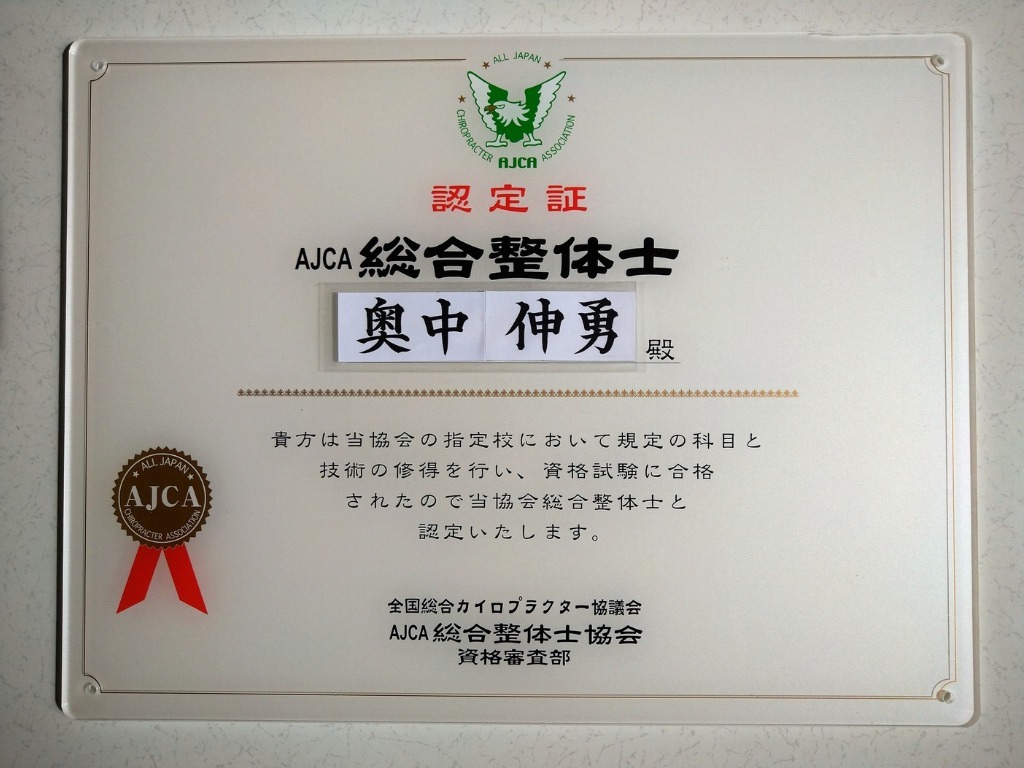 ALL JAPAN
CHIROPRACTER ASSOCIATION
AJCA
認定証
AJCA 総合整体士
奥中 伸勇
殿
貴方は当協会の指定校において規定の科目と
技術の修得を行い、資格試験に合格
されたので当協会総合整体士と
認定いたします。
ALL JAPAN
AJCA
CHIROPRACTER ASSOCIATION
全国総合カイロプラクター協議会
AJCA 総合整体士協会
資格審査部